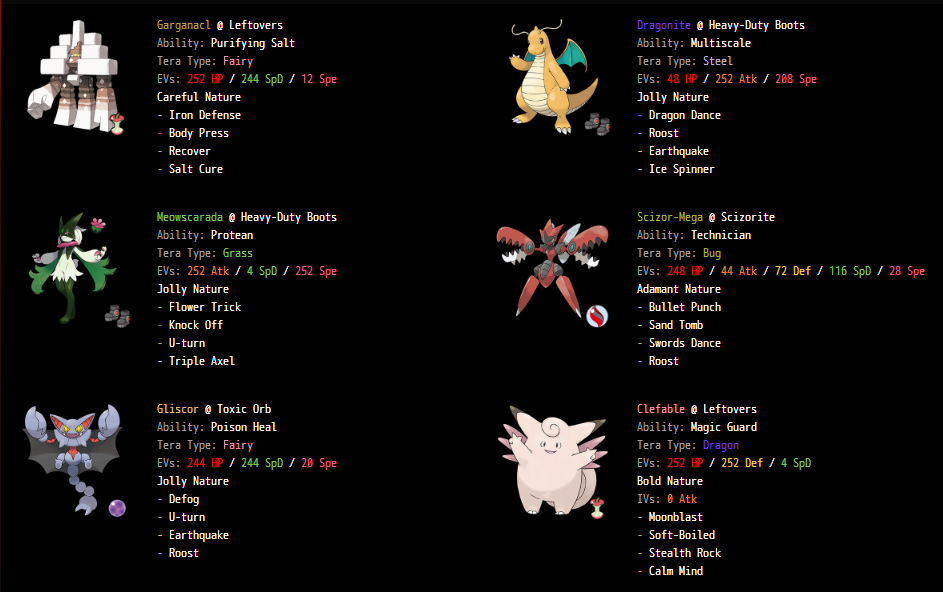 Garganacl @ Leftovers
Ability: Purifying Salt
Tera Type: Fairy
EVs: 252 HP / 244 SpD / 12 Spe
Careful Nature
- Iron Defense
- Body Press
- Recover
- Salt Cure
Dragonite @ Heavy-Duty Boots
Ability: Multiscale
Tera Type: Steel
EVs: 48 HP / 252 Atk / 208 Spe
Jolly Nature
- Dragon Dance
- Roost
- Earthquake
- Ice Spinner
Meowscarada @ Heavy-Duty Boots
Ability: Protean
Tera Type: Grass
EVs: 252 Atk / 4 SpD / 252 Spe
Jolly Nature
- Flower Trick
- Knock Off
- U-turn
- Triple Axel
Scizor-Mega @ Scizorite
Ability: Technician
Tera Type: Bug
EVs: 248 HP / 44 Atk / 72 Def / 116 SpD / 28 Spe
Adamant Nature
- Bullet Punch
- Sand Tomb
- Swords Dance
- Roost
Gliscor @ Toxic Orb
Ability: Poison Heal
Tera Type: Fairy
EVs: 244 HP / 244 SpD / 20 Spe
Jolly Nature
- Defog
- U-turn
- Earthquake
- Roost
Clefable @ Leftovers
Ability: Magic Guard
Tera Type: Dragon
EVs: 252 HP / 252 Def / 4 SpD
Bold Nature
IVs: 0 Atk
- Moonblast
- Soft-Boiled
- Stealth Rock
- Calm Mind